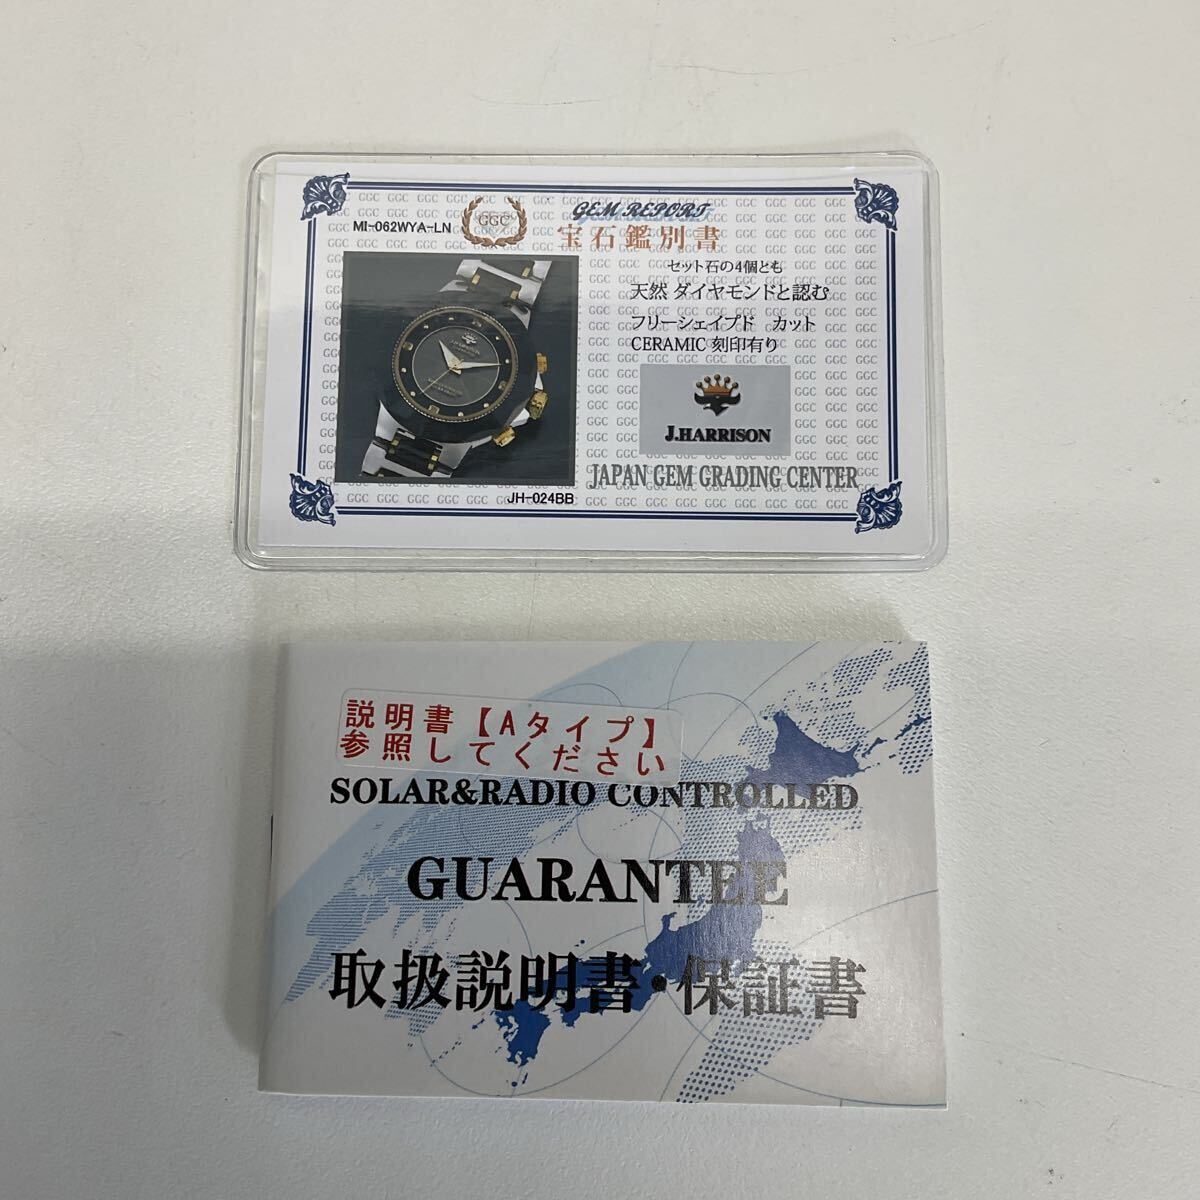 GEM REPORT
MI-062WYA-LN
GGC
宝石鑑別書
セット石の4個とも
天然 ダイヤモンドと認む
フリーシェイプド カット
CERAMIC 刻印有り
J.HARRISON
J.HARRISON
JAPAN GEM GRADING CENTER
JH-024BB
説明書【Aタイプ】
参照してください
SOLAR&RADIO CONTROLLED
GUARANTEE
取扱説明書・保証書